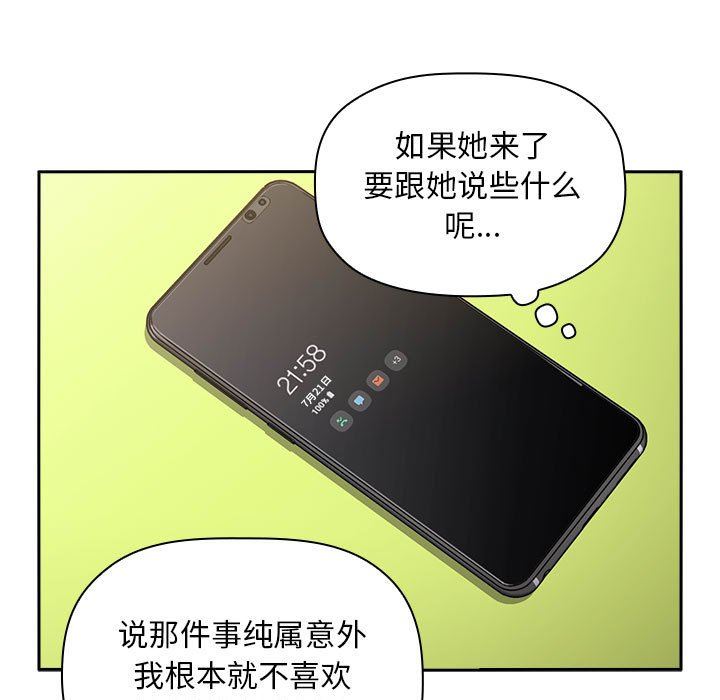 如果她来了
要跟她说些什么
呢...
21:58
7月21日
100%
+3
说那件事纯属意外
我根本就不喜欢